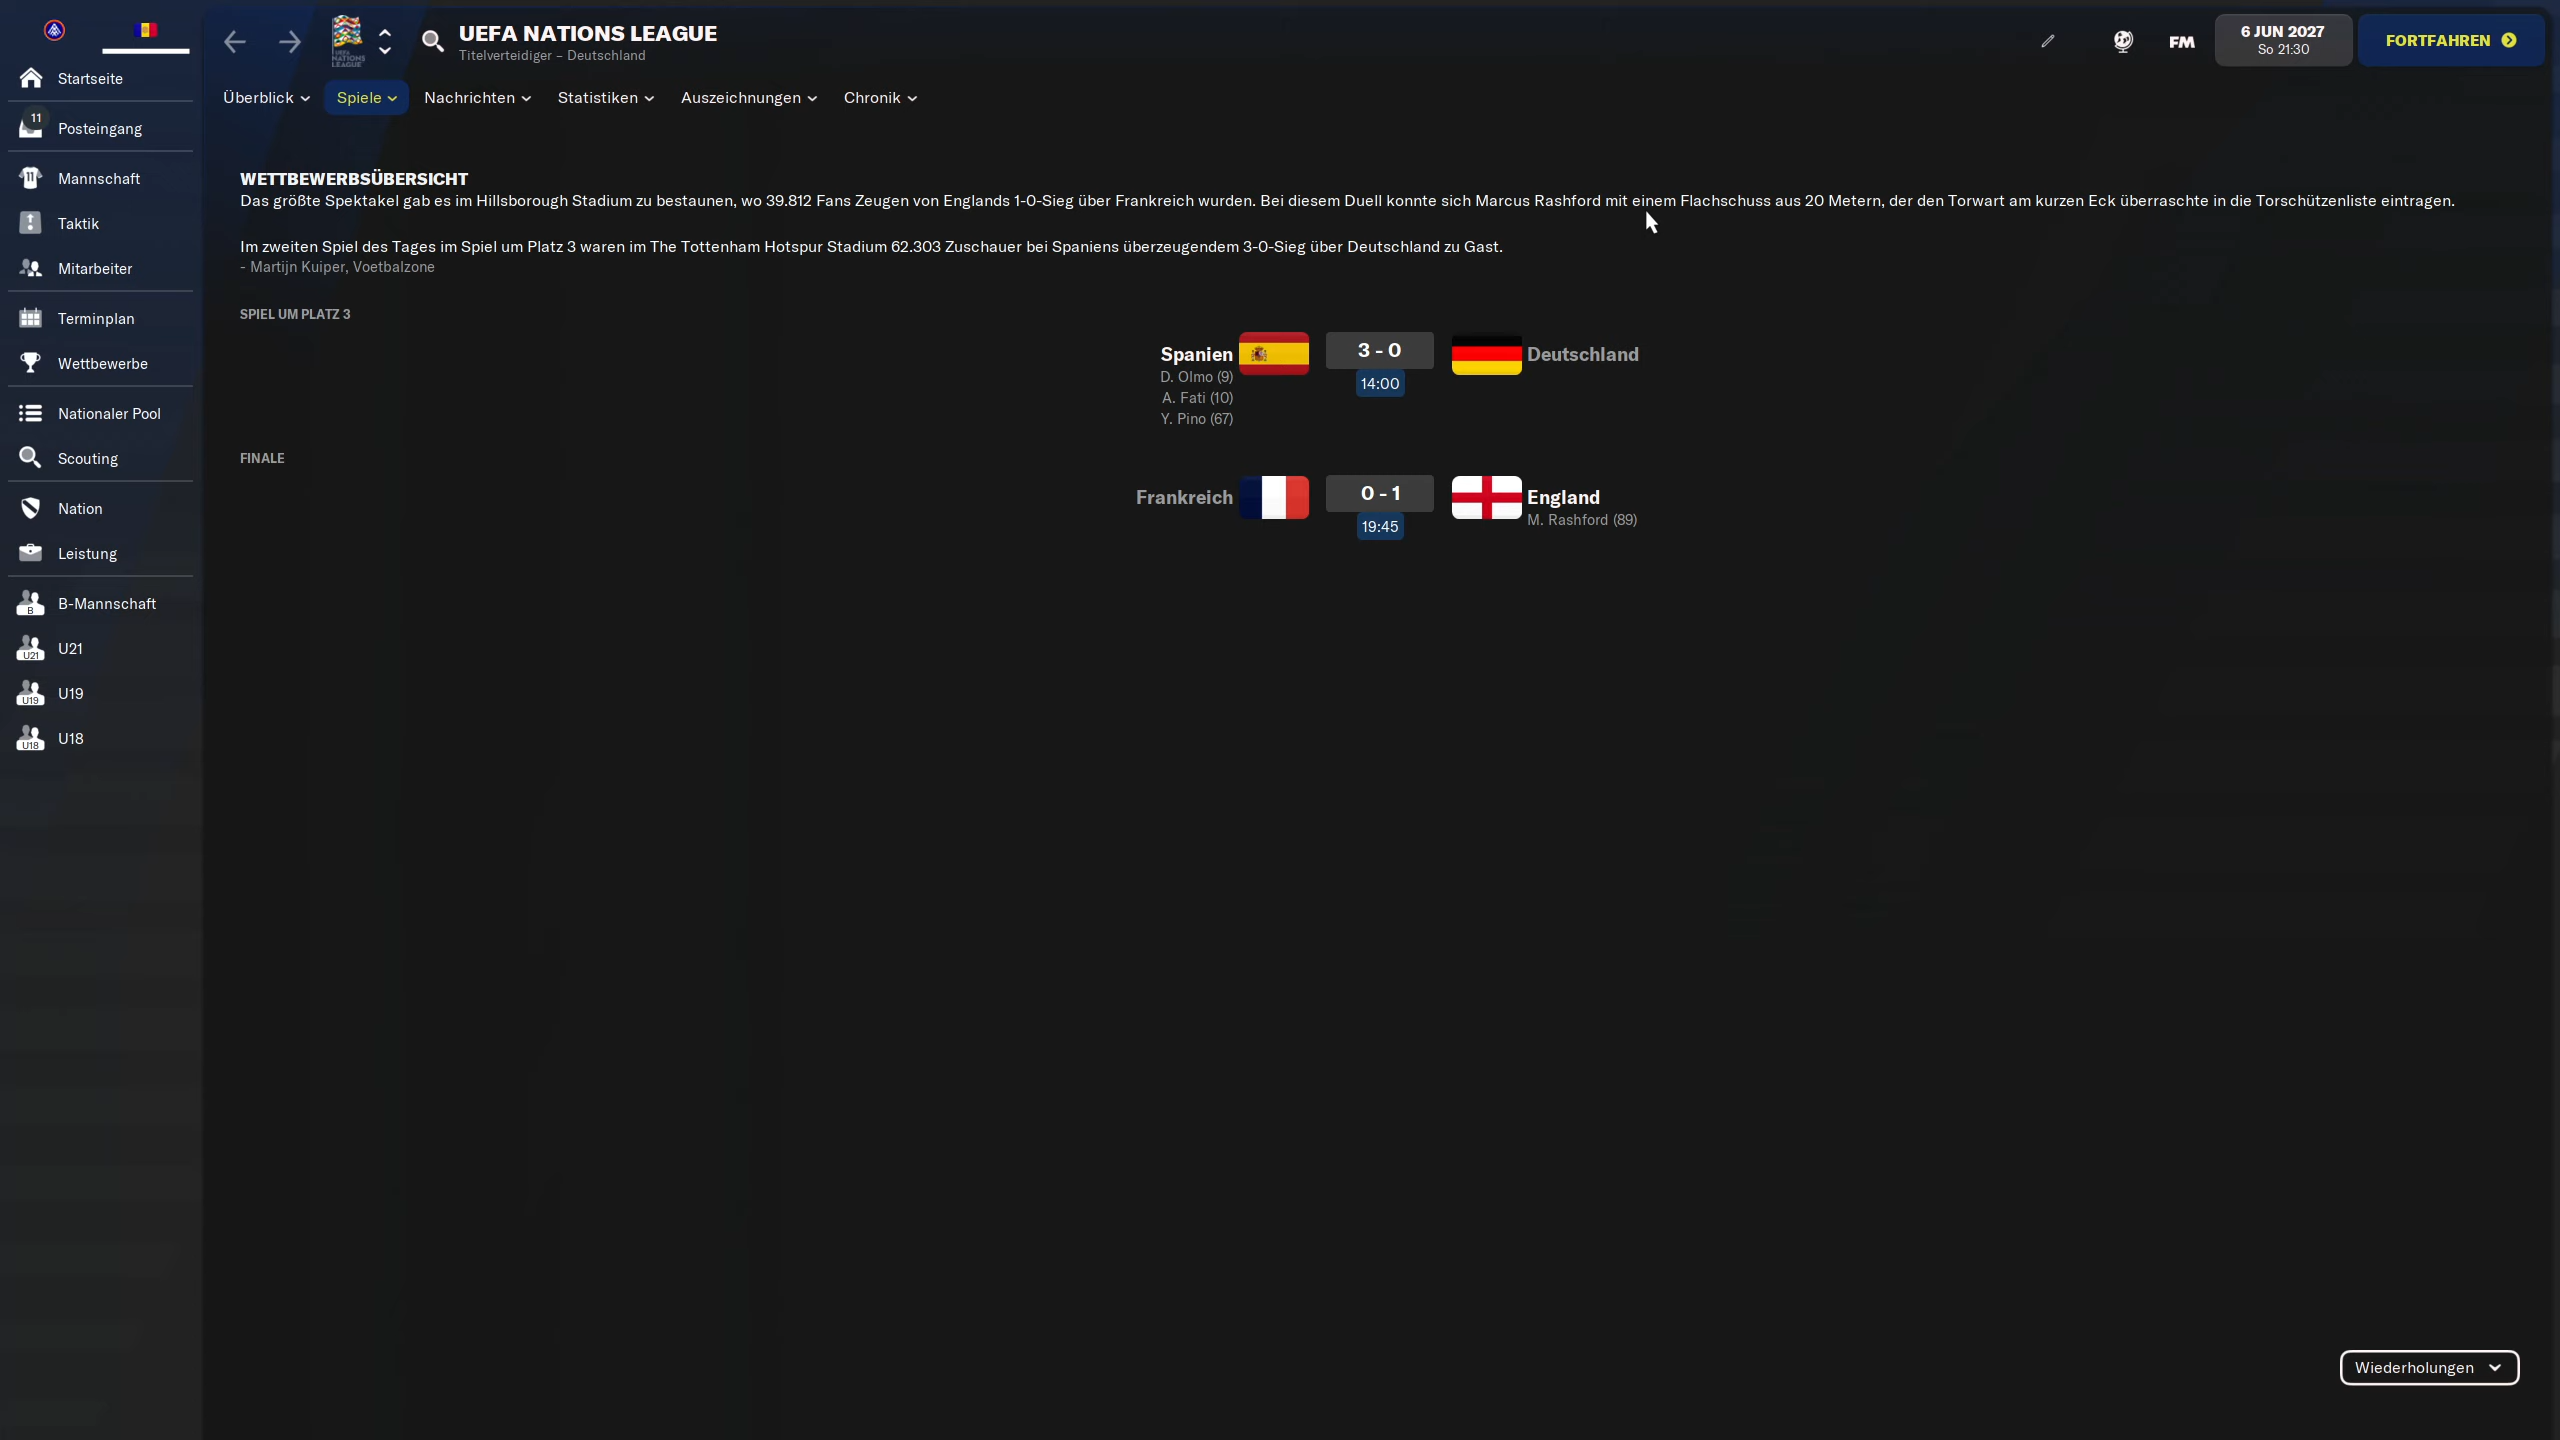 UEFA NATIONS LEAGUE
Titelverteidiger – Deutschland
FM
6 JUN 2027
So 21:30
FORTFAHREN
Startseite
11
Posteingang
Mannschaft
Taktik
Mitarbeiter
Terminplan
Wettbewerbe
Nationaler Pool
Scouting
Nation
Leistung
B
B-Mannschaft
U21
U21
U19
U19
U18
U18
Überblick
Spiele
Nachrichten
Statistiken
Auszeichnungen
Chronik
WETTBEWERBSÜBERSICHT
Das größte Spektakel gab es im Hillsborough Stadium zu bestaunen, wo 39.812 Fans Zeugen von Englands 1-0-Sieg über Frankreich wurden. Bei diesem Duell konnte sich Marcus Rashford mit einem Flachschuss aus 20 Metern, der den Torwart am kurzen Eck überraschte in die Torschützenliste eintragen.
Im zweiten Spiel des Tages im Spiel um Platz 3 waren im The Tottenham Hotspur Stadium 62.303 Zuschauer bei Spaniens überzeugendem 3-0-Sieg über Deutschland zu Gast.
- Martijn Kuiper, Voetbalzone
SPIEL UM PLATZ 3
Spanien
3 - 0
Deutschland
14:00
D. Olmo (9)
A. Fati (10)
Y. Pino (67)
FINALE
Frankreich
0 - 1
England
19:45
M. Rashford (89)
Wiederholungen